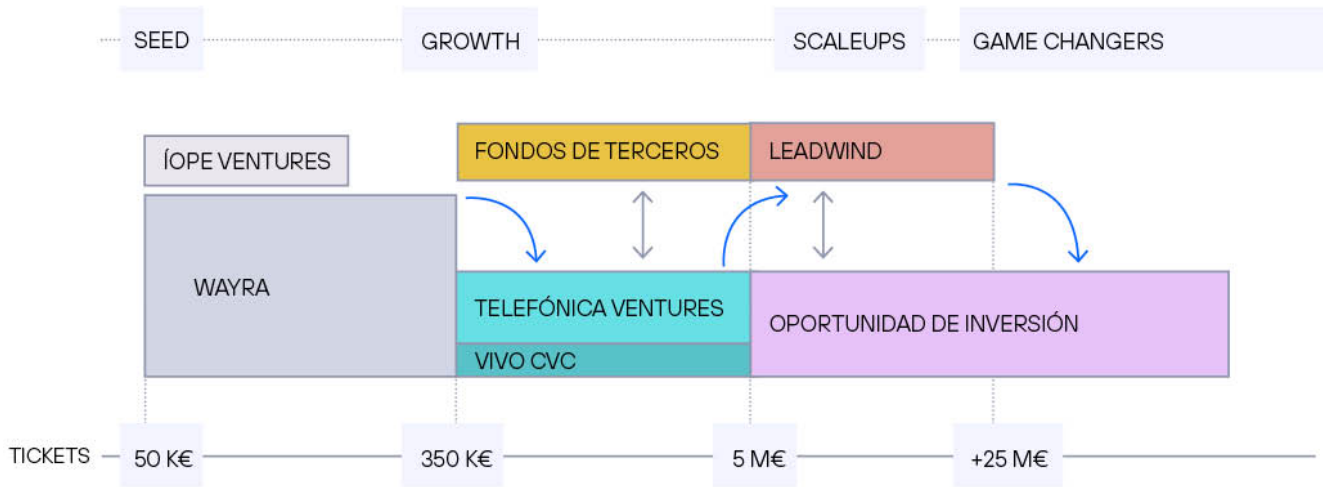 SEED
GROWTH
SCALEUPS
GAME CHANGERS
ÍOPE VENTURES
FONDOS DE TERCEROS
LEADWIND
WAYRA
TELEFÓNICA VENTURES
VIVO CVC
OPORTUNIDAD DE INVERSIÓN
TICKETS
50 K€
350 K€
5 M€
+25 M€